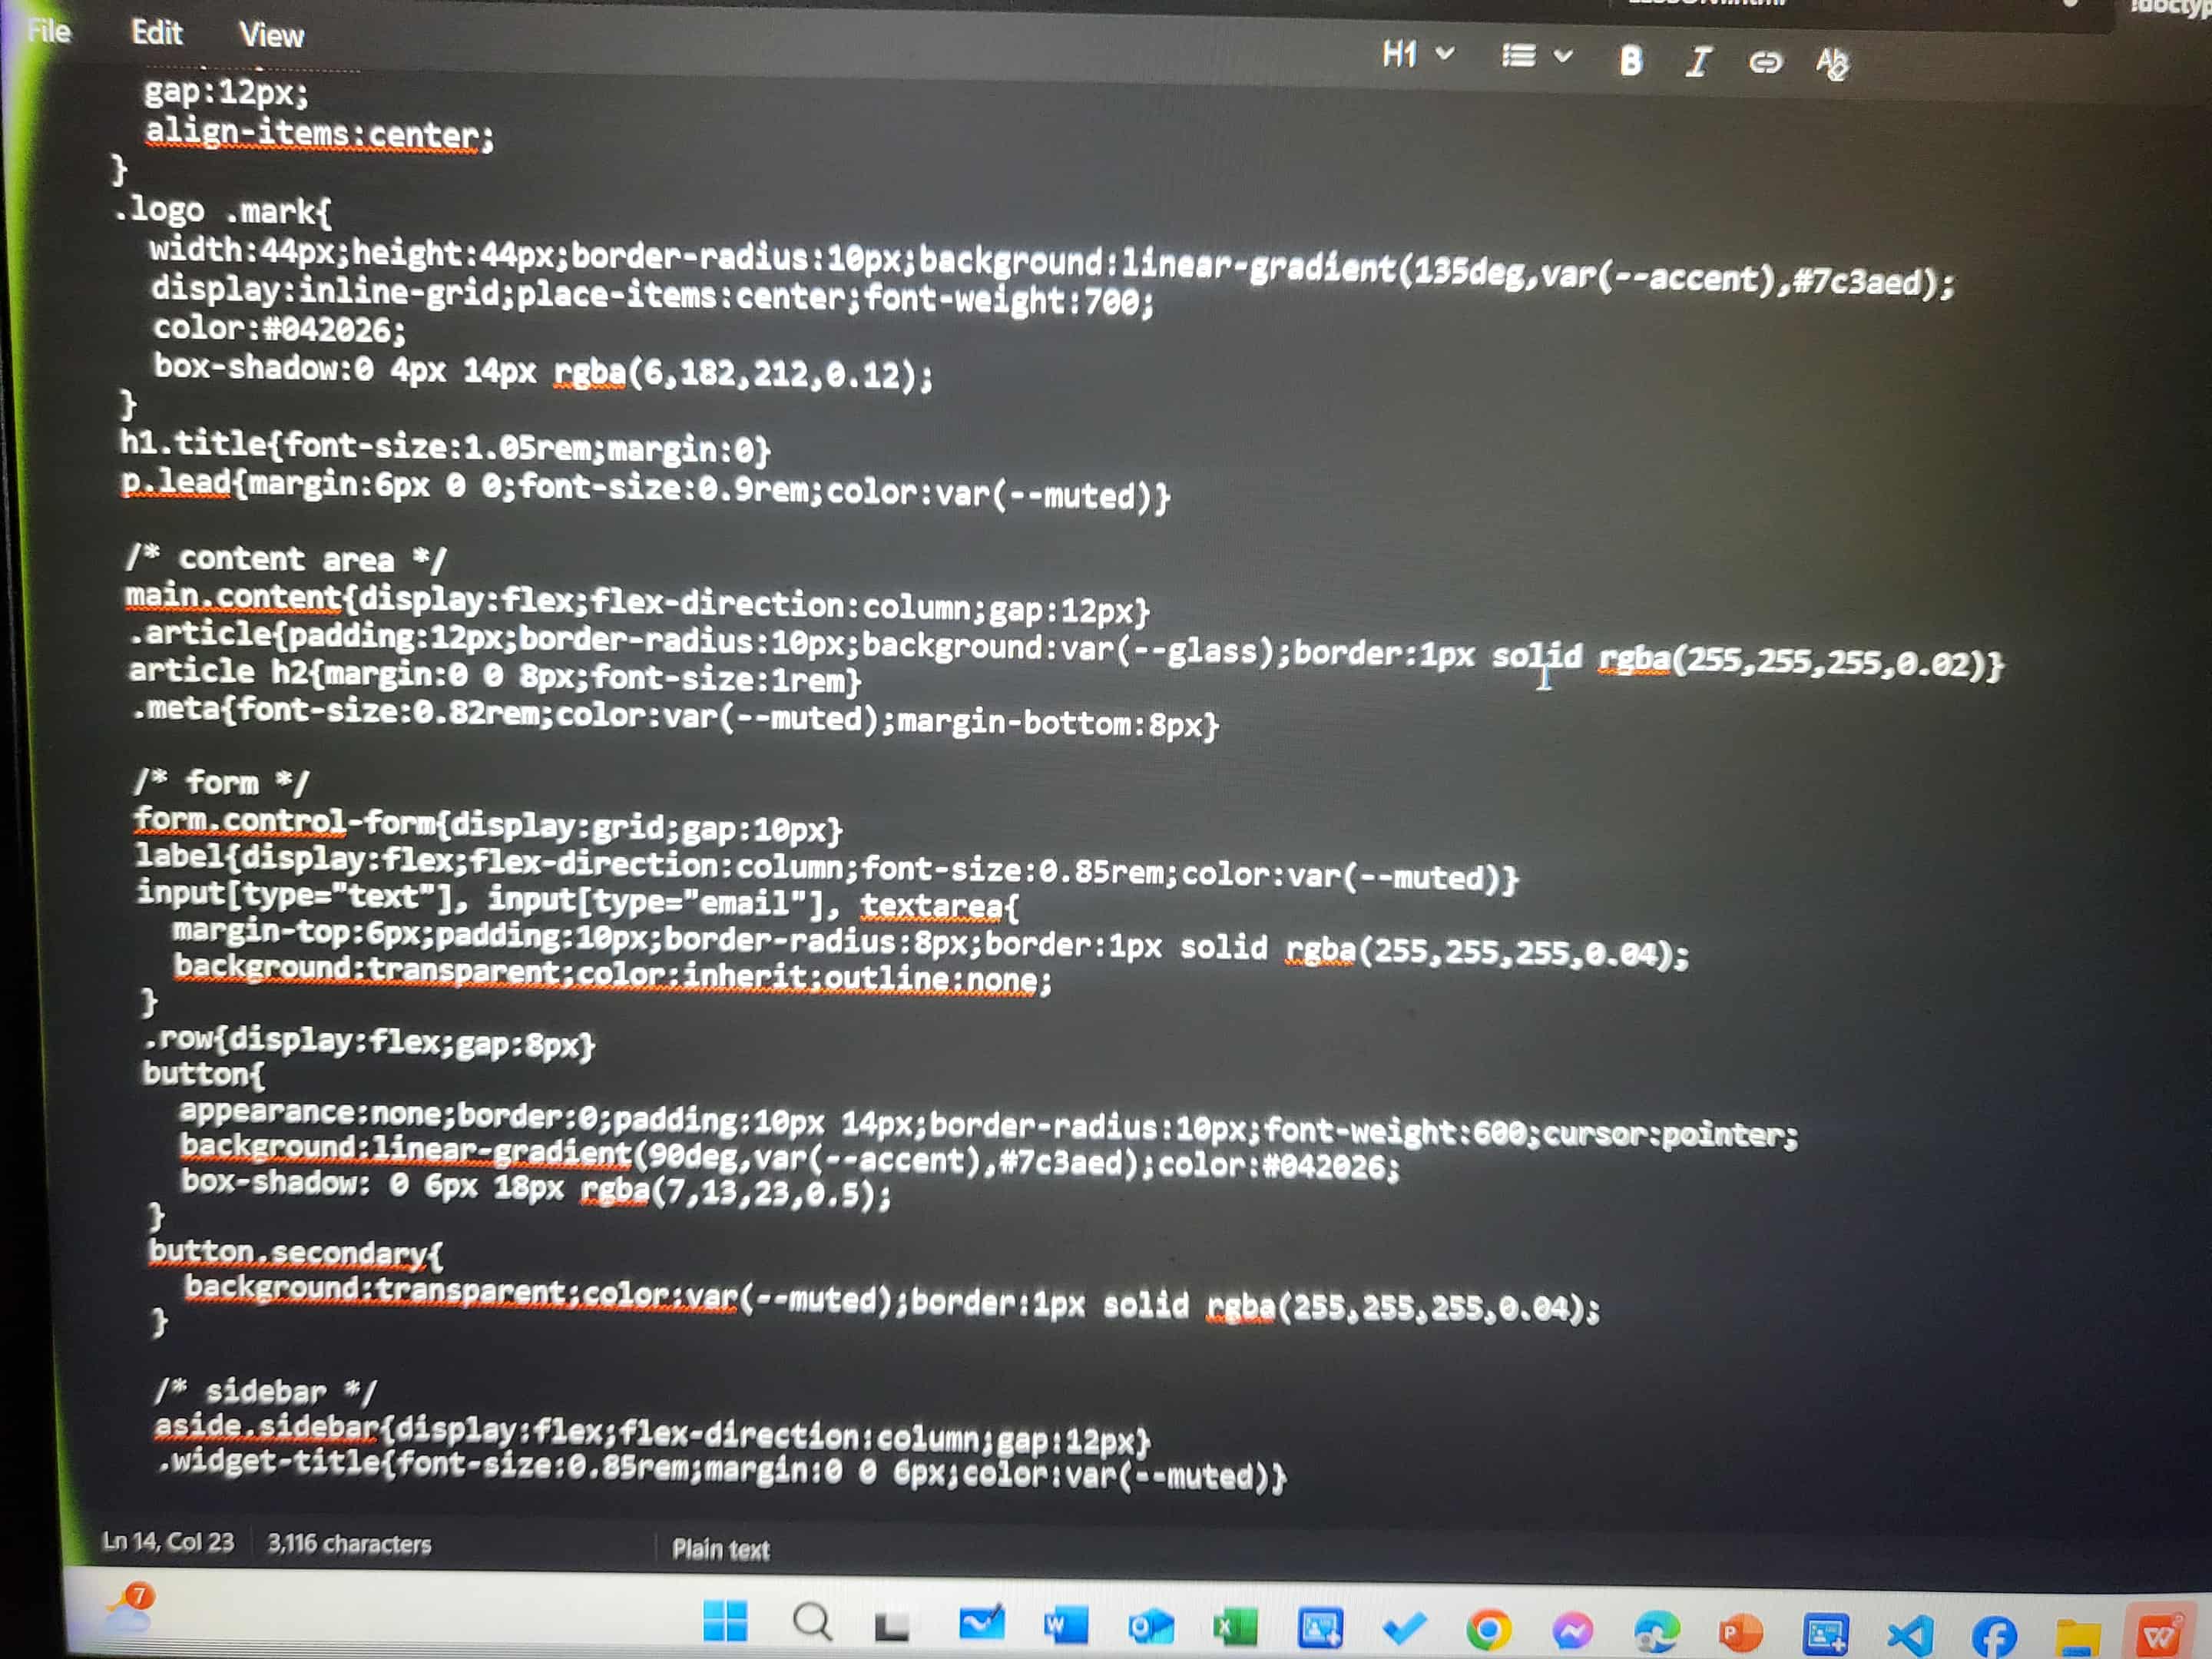 File Edit View
H1 B I
gap:12px;
align-items:center;
}
.logo .mark{
width:44px;height:44px;border-radius:10px;background:linear-gradient(135deg,var(--accent),#7c3aed);
display:inline-grid;place-items:center;font-weight:700;
color:#042026;
box-shadow:0 4px 14px rgba(6,182,212,0.12);
}
h1.title{font-size:1.05rem;margin:0}
p.lead{margin:6px 0 0;font-size:0.9rem;color:var(--muted)}
/* content area */
main.content{display:flex;flex-direction:column;gap:12px}
.article{padding:12px;border-radius:10px;background:var(--glass);border:1px solid rgba(255,255,255,0.02)}
article h2{margin:0 0 8px;font-size:1rem}
.meta{font-size:0.82rem;color:var(--muted);margin-bottom:8px}
/* form */
form.control-form{display:grid;gap:10px}
label{display:flex;flex-direction:column;font-size:0.85rem;color:var(--muted)}
input[type="text"], input[type="email"], textarea{
margin-top:6px;padding:10px;border-radius:8px;border:1px solid rgba(255,255,255,0.04);
background:transparent;color:inherit;outline:none;
}
.row{display:flex;gap:8px}
button{
appearance:none;border:0;padding:10px 14px;border-radius:10px;font-weight:600;cursor:pointer;
background:linear-gradient(90deg,var(--accent),#7c3aed);color:#042026;
box-shadow: 0 6px 18px rgba(7,13,23,0.5);
}
button.secondary{
background:transparent;color:var(--muted);border:1px solid rgba(255,255,255,0.04);
}
/* sidebar */
aside.sidebar{display:flex;flex-direction:column;gap:12px}
.widget-title{font-size:0.85rem;margin:0 0 6px;color:var(--muted)}
Ln 14, Col 23 3,116 characters Plain text
7